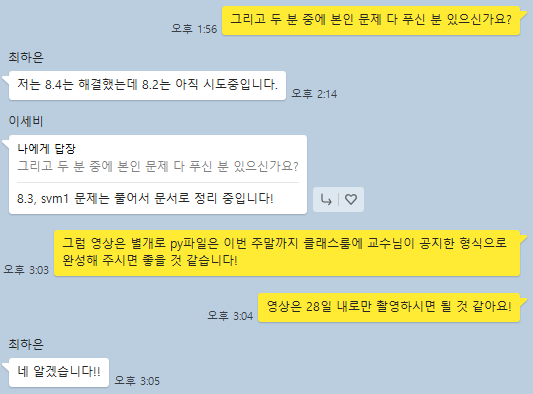 그리고 두 분 중에 본인 문제 다 푸신 분 있으신가요?
오후 1:56
최하은
저는 8.4는 해결했는데 8.2는 아직 시도중입니다.
오후 2:14
이세비
나에게 답장
그리고 두 분 중에 본인 문제 다 푸신 분 있으신가요?
8.3, svm1 문제는 풀어서 문서로 정리 중입니다!
그럼 영상은 별개로 py파일은 이번 주말까지 클래스룸에 교수님이 공지한 형식으로
완성해 주시면 좋을 것 같습니다!
오후 3:03
영상은 28일 내로만 촬영하시면 될 것 같아요!
오후 3:04
최하은
네 알겠습니다!!
오후 3:05